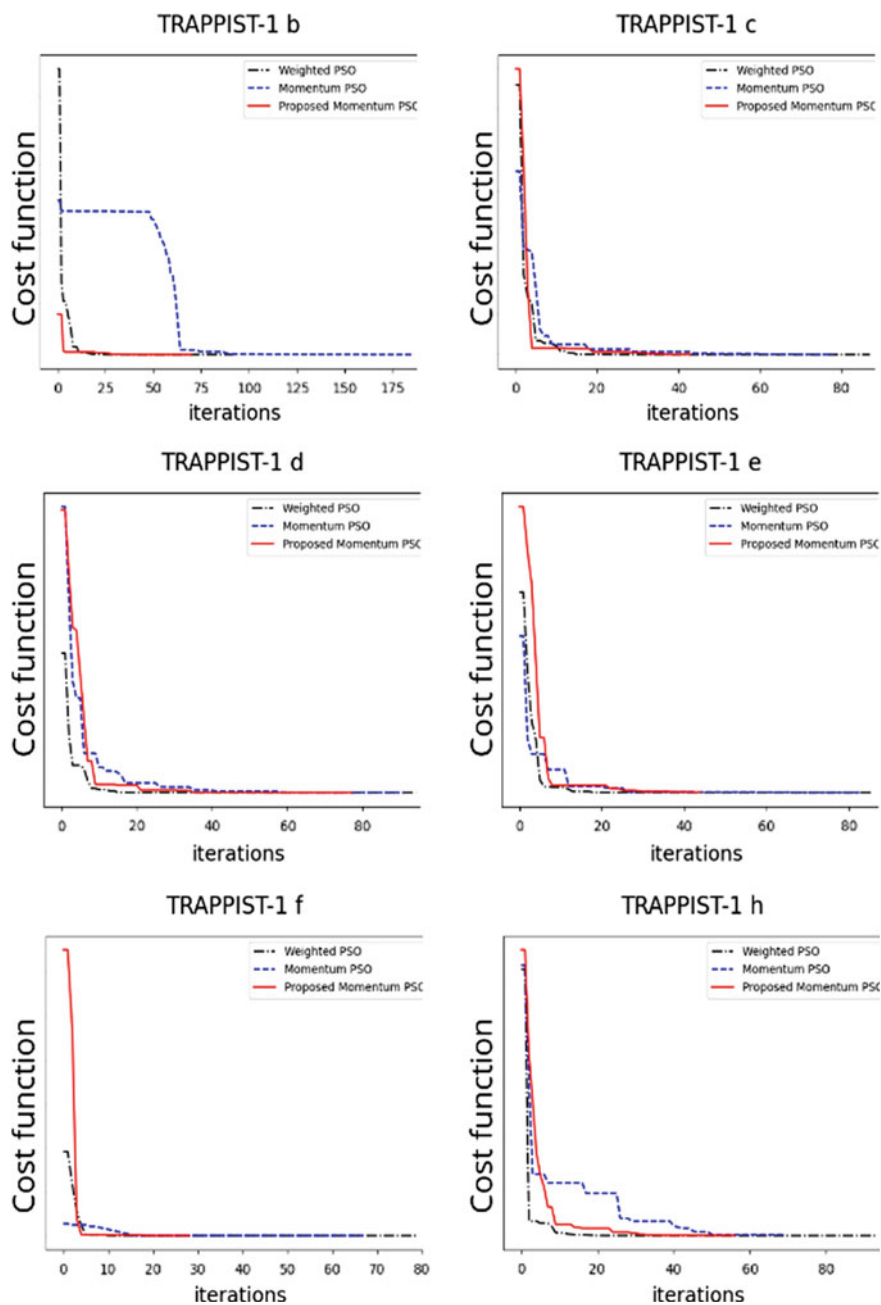 TRAPPIST-1 b
Weighted PSO
Momentum PSO
Proposed Momentum PSO
Cost function
0 25 50 75 100 125 150 175
iterations
TRAPPIST-1 c
Weighted PSO
Momentum PSO
Proposed Momentum PSO
Cost function
0 20 40 60 80
iterations
TRAPPIST-1 d
Weighted PSO
Momentum PSO
Proposed Momentum PSO
Cost function
0 20 40 60 80
iterations
TRAPPIST-1 e
Weighted PSO
Momentum PSO
Proposed Momentum PSO
Cost function
0 20 40 60 80
iterations
TRAPPIST-1 f
Weighted PSO
Momentum PSO
Proposed Momentum PSO
Cost function
0 10 20 30 40 50 60 70 80
iterations
TRAPPIST-1 h
Weighted PSO
Momentum PSO
Proposed Momentum PSO
Cost function
0 20 40 60 80
iterations